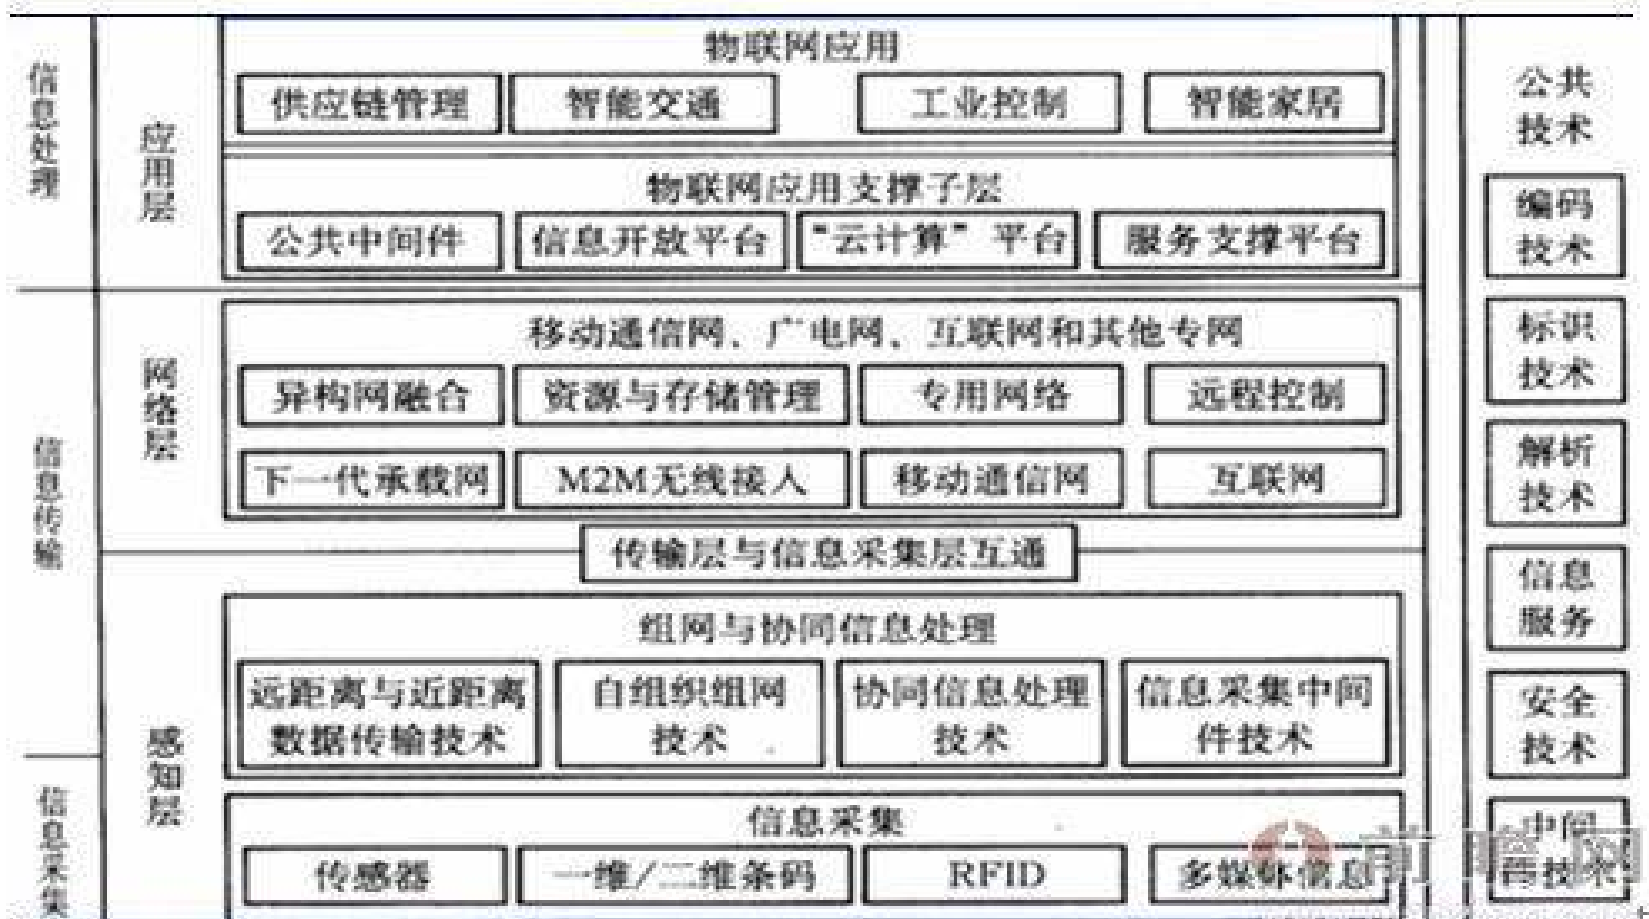 信息处理
应用层
物联网应用
供应链管理 智能交通 工业控制 智能家居
物联网应用支撑子层
公共中间件 信息开放平台 “云计算”平台 服务支撑平台
信息传输
网络层
移动通信网、广电网、互联网和其他专网
异构网融合 资源与存储管理 专用网络 远程控制
下一代承载网 M2M无线接人 移动通信网 互联网
传输层与信息采集层互通
感知层
组网与协同信息处理
远距离与近距离 自组织组网 协同信息处理 信息采集中间
数据传输技术 技术 技术 件技术
信息采集
信息采集
传感器 一维/二维条码 RFID 多媒体信息
公共
技术
编码
技术
标识
技术
解析
技术
信息
服务
安全
技术
中间
件技术